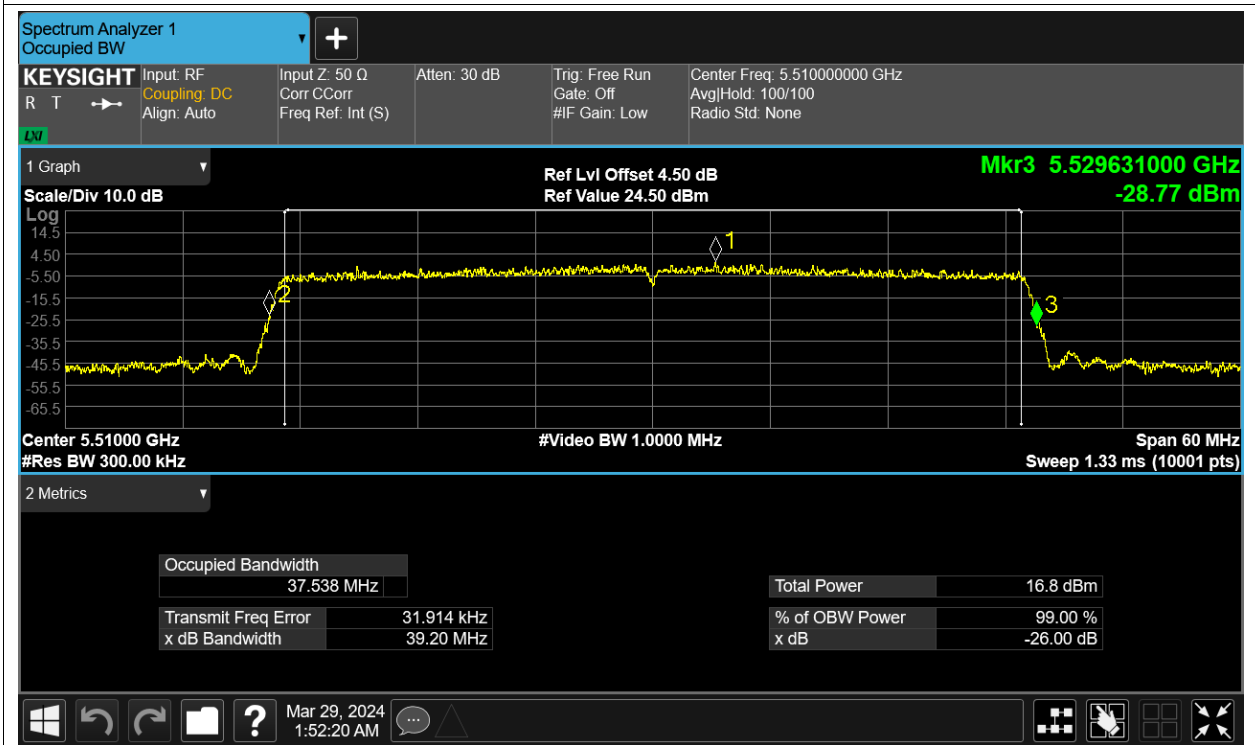 Spectrum Analyzer 1
Occupied BW
KEYSIGHT
R T
LXI
Input: RF
Coupling: DC
Align: Auto
Input Z: 50 Ω
Corr CCorr
Freq Ref: Int (S)
Atten: 30 dB
Trig: Free Run
Gate: Off
#IF Gain: Low
Center Freq: 5.510000000 GHz
Avg|Hold: 100/100
Radio Std: None
1 Graph
Scale/Div 10.0 dB
Ref Lvl Offset 4.50 dB
Ref Value 24.50 dBm
Mkr3 5.529631000 GHz
-28.77 dBm
Log
14.5
4.50
-5.50
-15.5
-25.5
-35.5
-45.5
-55.5
-65.5
1
2
3
Center 5.51000 GHz
#Video BW 1.0000 MHz
Span 60 MHz
#Res BW 300.00 kHz
Sweep 1.33 ms (10001 pts)
2 Metrics
Occupied Bandwidth
37.538 MHz
Total Power 16.8 dBm
Transmit Freq Error 31.914 kHz
% of OBW Power 99.00 %
x dB Bandwidth 39.20 MHz
x dB -26.00 dB
?
Mar 29, 2024
1:52:20 AM